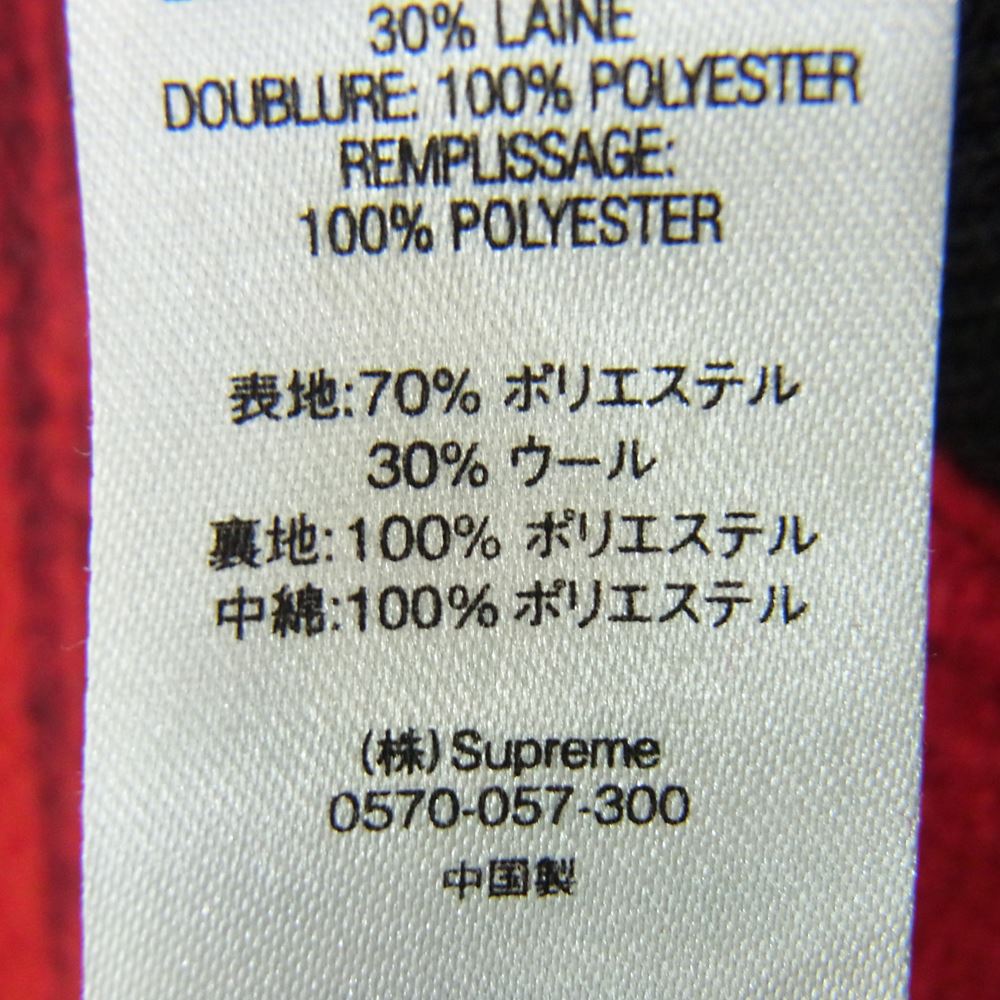 30% LAINE
DOUBLURE: 100% POLYESTER
REMPLISSAGE:
100% POLYESTER
表地:70% ポリエステル
30% ウール
裏地:100% ポリエステル
中綿:100% ポリエステル
(株)Supreme
0570-057-300
中国製